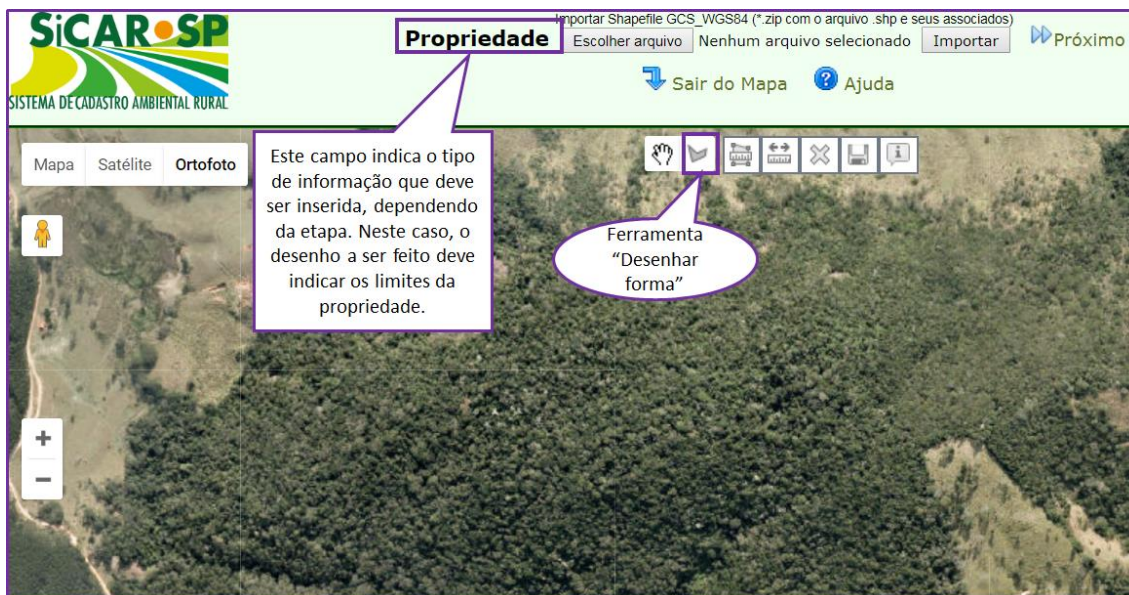 SiCAR SP
SISTEMA DE CADASTRO AMBIENTAL RURAL
Importar Shapefile GCS_WGS84 (*.zip com o arquivo .shp e seus associados)
Propriedade
Escolher arquivo Nenhum arquivo selecionado Importar
Próximo
Sair do Mapa
Ajuda
Mapa Satélite Ortofoto
Este campo indica o tipo
de informação que deve
ser inserida, dependendo
da etapa. Neste caso, o
desenho a ser feito deve
indicar os limites da
propriedade.
Ferramenta
“Desenhar
forma”
+
−